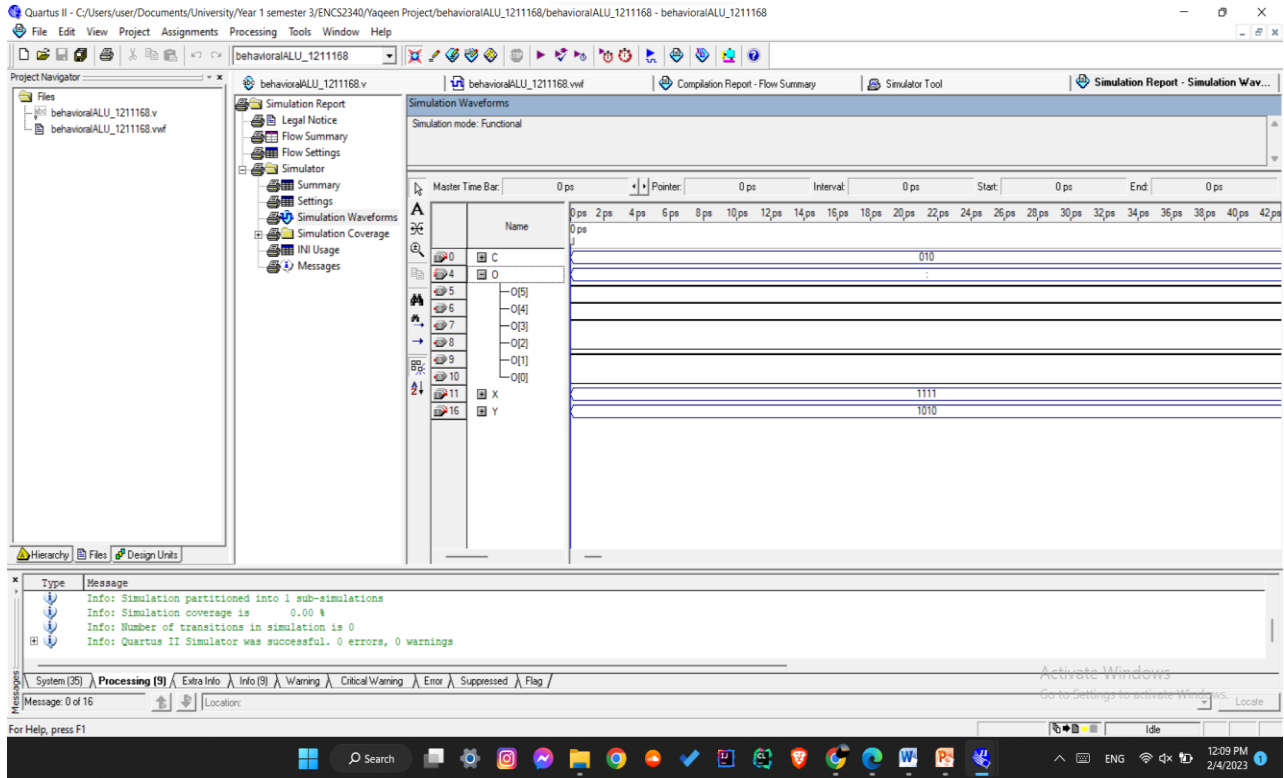 Quartus II - C:/Users/user/Documents/University/Year 1 semester 3/ENCS2340/Yaqeen Project/behavioralALU_1211168/behavioralALU_1211168 - behavioralALU_1211168
File Edit View Project Assignments Processing Tools Window Help
behavioralALU_1211168
Project Navigator
Files
behavioralALU_1211168.v
behavioralALU_1211168.vwf
behavioralALU_1211168.v
behavioralALU_1211168.vwf
Compilation Report - Flow Summary
Simulator Tool
Simulation Report - Simulation Wav...
Simulation Report
Legal Notice
Flow Summary
Flow Settings
Simulator
Summary
Settings
Simulation Waveforms
Simulation Coverage
INI Usage
Messages
Simulation Waveforms
Simulation mode: Functional
Master Time Bar: 0 ps Pointer: 0 ps Interval: 0 ps Start: 0 ps End: 0 ps
Name
0 ps 2 ps 4 ps 6 ps 8 ps 10 ps 12 ps 14 ps 16 ps 18 ps 20 ps 22 ps 24 ps 26 ps 28 ps 30 ps 32 ps 34 ps 36 ps 38 ps 40 ps 42 ps
0 ps
0 C 010
4 O :
5 O[5]
6 O[4]
7 O[3]
8 O[2]
9 O[1]
10 O[0]
11 X 1111
16 Y 1010
Hierarchy Files Design Units
Type Message
Info: Simulation partitioned into 1 sub-simulations
Info: Simulation coverage is 0.00 %
Info: Number of transitions in simulation is 0
Info: Quartus II Simulator was successful. 0 errors, 0 warnings
System (35) Processing (9) Extra Info Info (9) Warning Critical Warning Error Suppressed Flag
Messages
Message: 0 of 16 Location: Locate
Activate Windows
Go to Settings to activate Windows.
For Help, press F1
Idle
Search
ENG
12:09 PM
2/4/2023
1